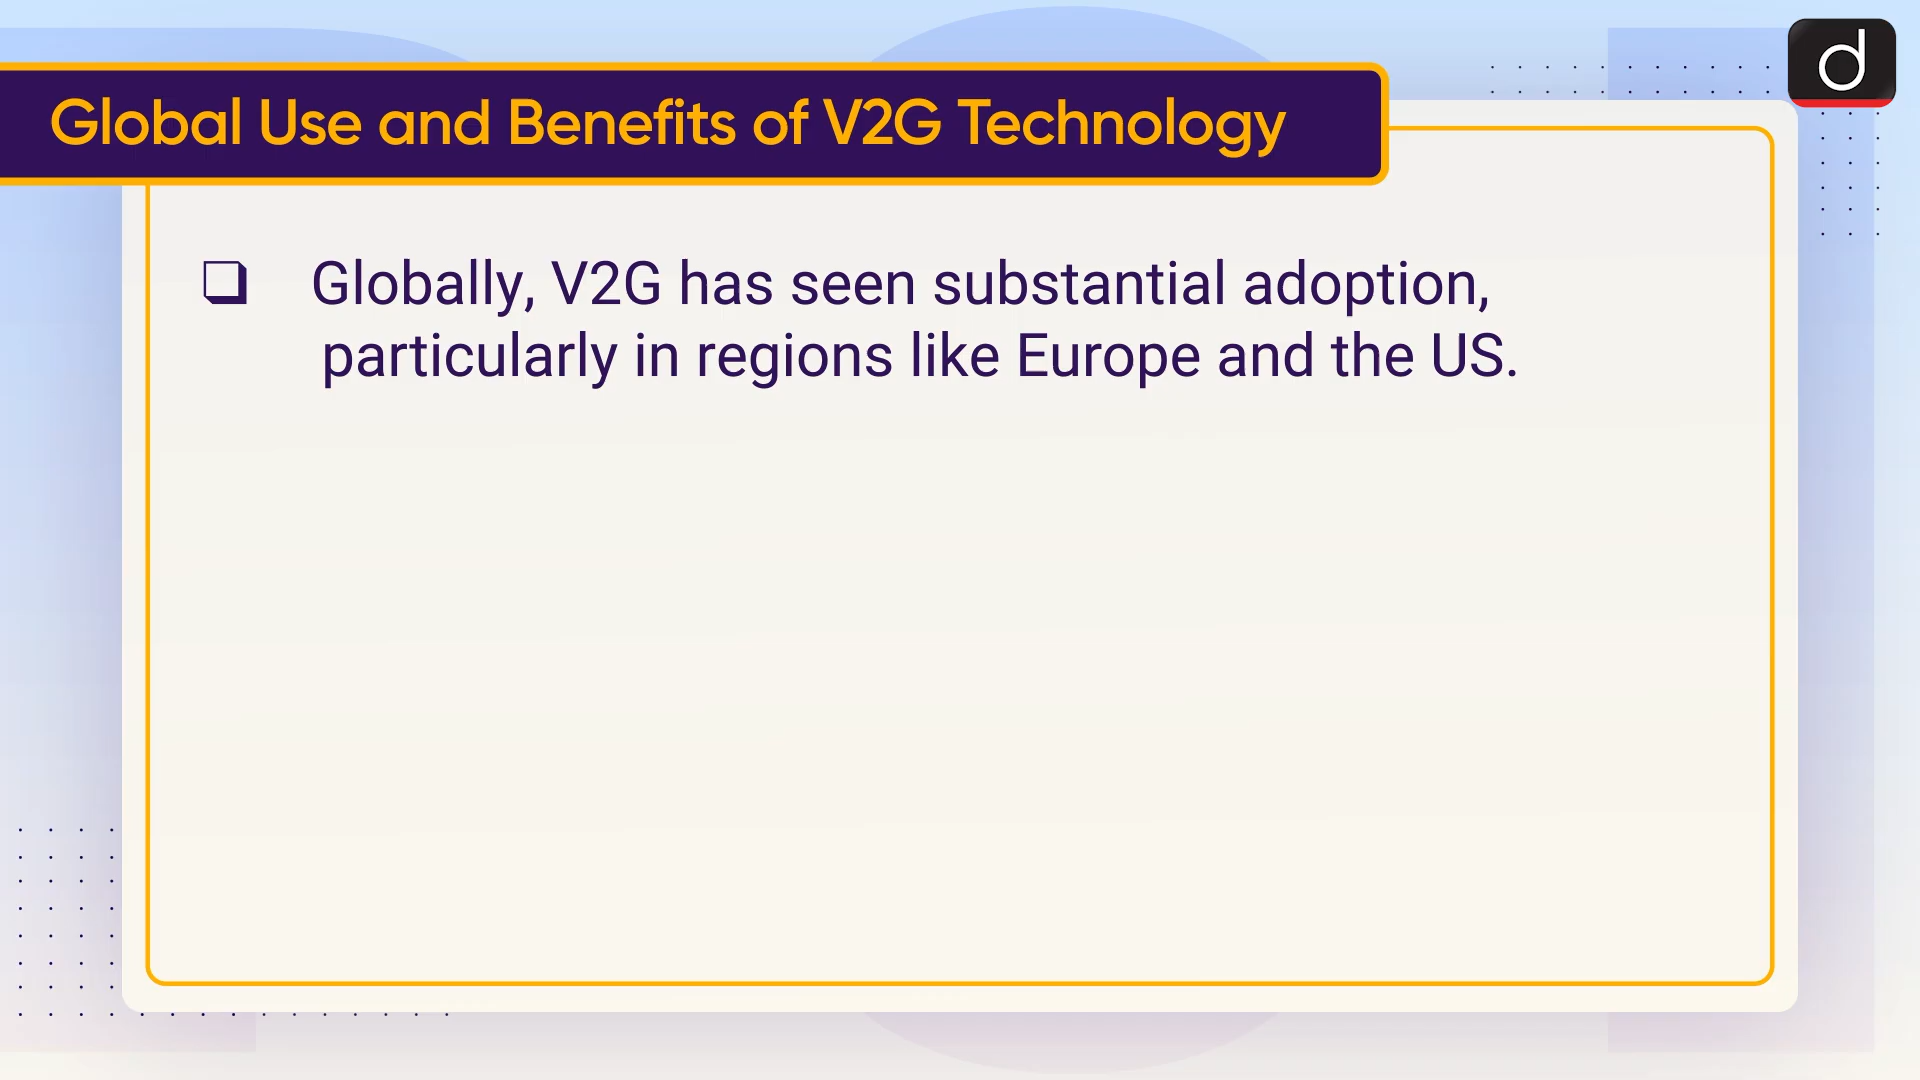 Global Use and Benefits of V2G Technology
❑ Globally, V2G has seen substantial adoption,
particularly in regions like Europe and the US.
d